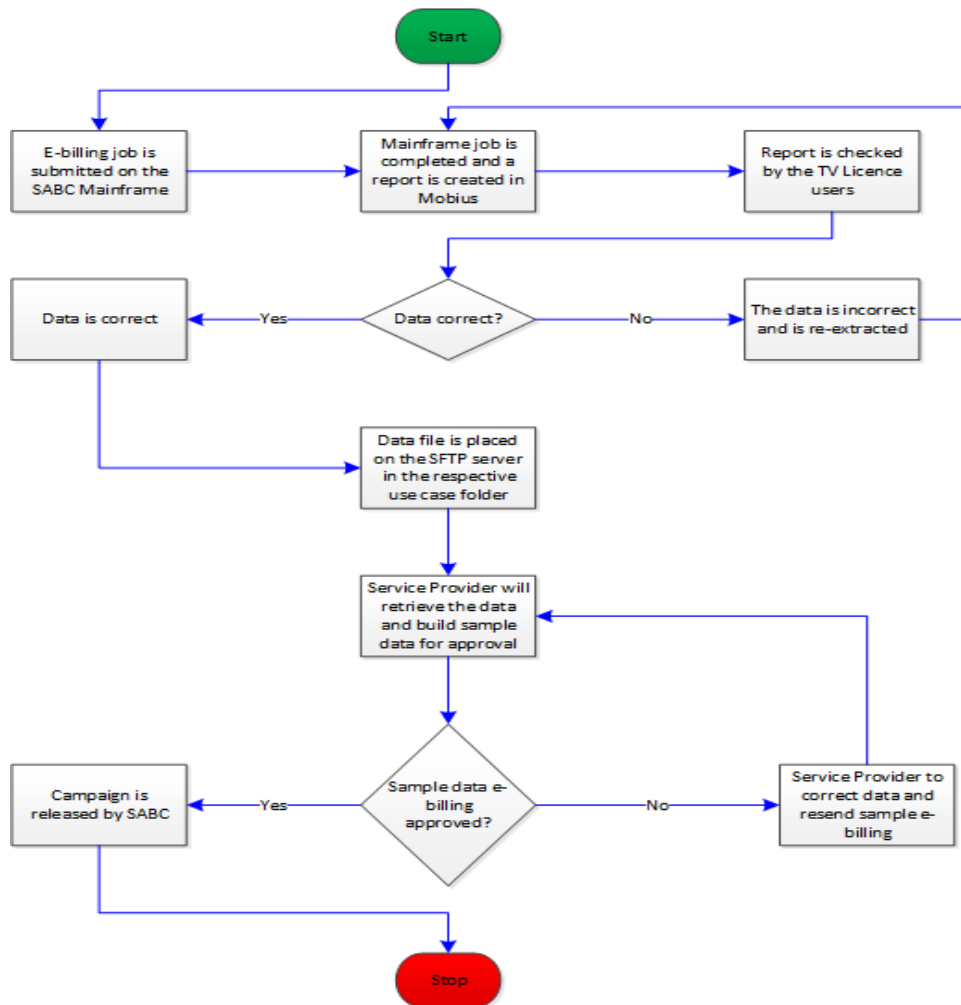 Start
E-billing job is
submitted on the
SABC Mainframe
Mainframe job is
completed and a
report is created in
Mobius
Report is checked
by the TV Licence
users
Data is correct
Yes
Data correct?
No
The data is incorrect
and is re-extracted
Data file is placed
on the SFTP server
in the respective
use case folder
Service Provider will
retrieve the data
and build sample
data for approval
Campaign is
released by SABC
Yes
Sample data e-
billing
approved?
No
Service Provider to
correct data and
resend sample e-
billing
Stop